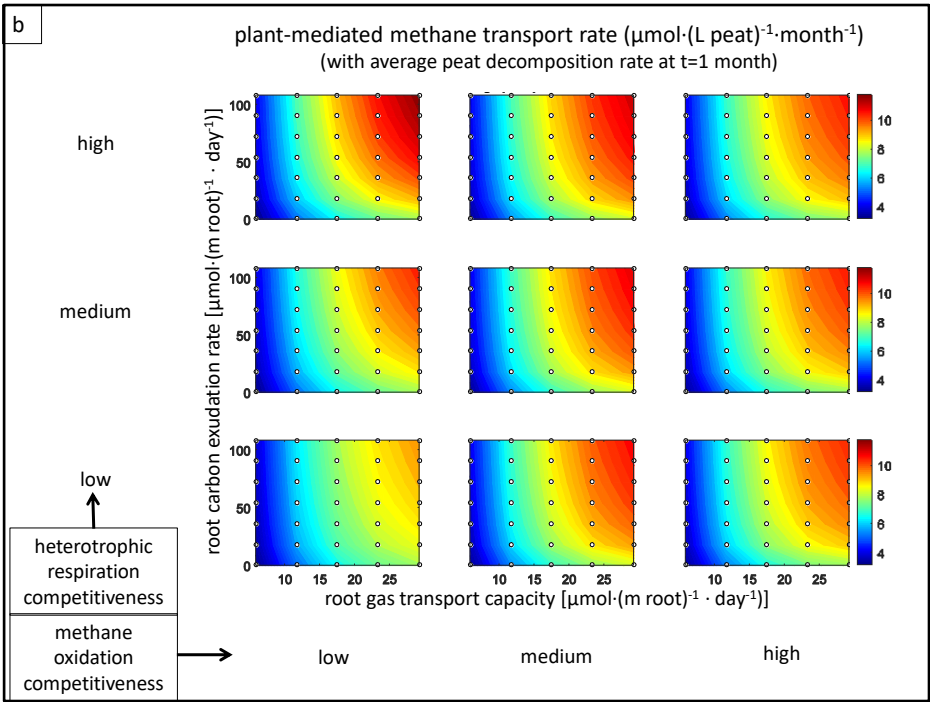 b
plant-mediated methane transport rate (µmol·(L peat)⁻¹·month⁻¹)
(with average peat decomposition rate at t=1 month)
high
medium
low
root carbon exudation rate [µmol·(m root)⁻¹ · day⁻¹)]
100
50
0
10
8
6
4
100
50
0
10
8
6
4
100
50
0
10
8
6
4
10 15 20 25
10 15 20 25
10 15 20 25
root gas transport capacity [µmol·(m root)⁻¹ · day⁻¹)]
heterotrophic
respiration
competitiveness
methane
oxidation
competitiveness
low
medium
high